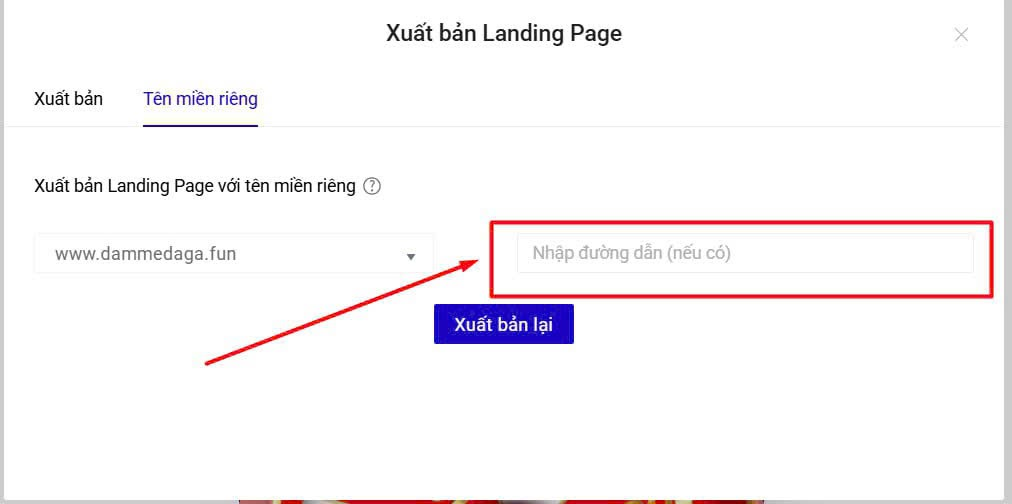 Xuất bản Landing Page
Xuất bản Tên miền riêng
Xuất bản Landing Page với tên miền riêng ?
www.dammedaga.fun Nhập đường dẫn (nếu có)
Xuất bản lại